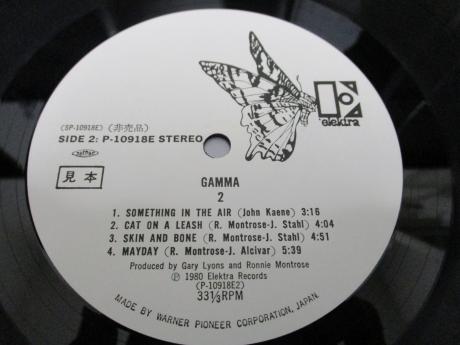 elektra
(SP-10918E) (非売品)
SIDE 2: P-10918E STEREO
見本
GAMMA
2
1. SOMETHING IN THE AIR (John Kaene) 3:16
2. CAT ON A LEASH (R. Montrose-J. Stahl) 4:04
3. SKIN AND BONE (R. Montrose-J. Stahl) 4:51
4. MAYDAY (R. Montrose-J. Alcivar) 5:39
Produced by Gary Lyons and Ronnie Montrose
Ⓟ 1980 Elektra Records
(P-10918E2)
33⅓RPM
MADE BY WARNER PIONEER CORPORATION, JAPAN.